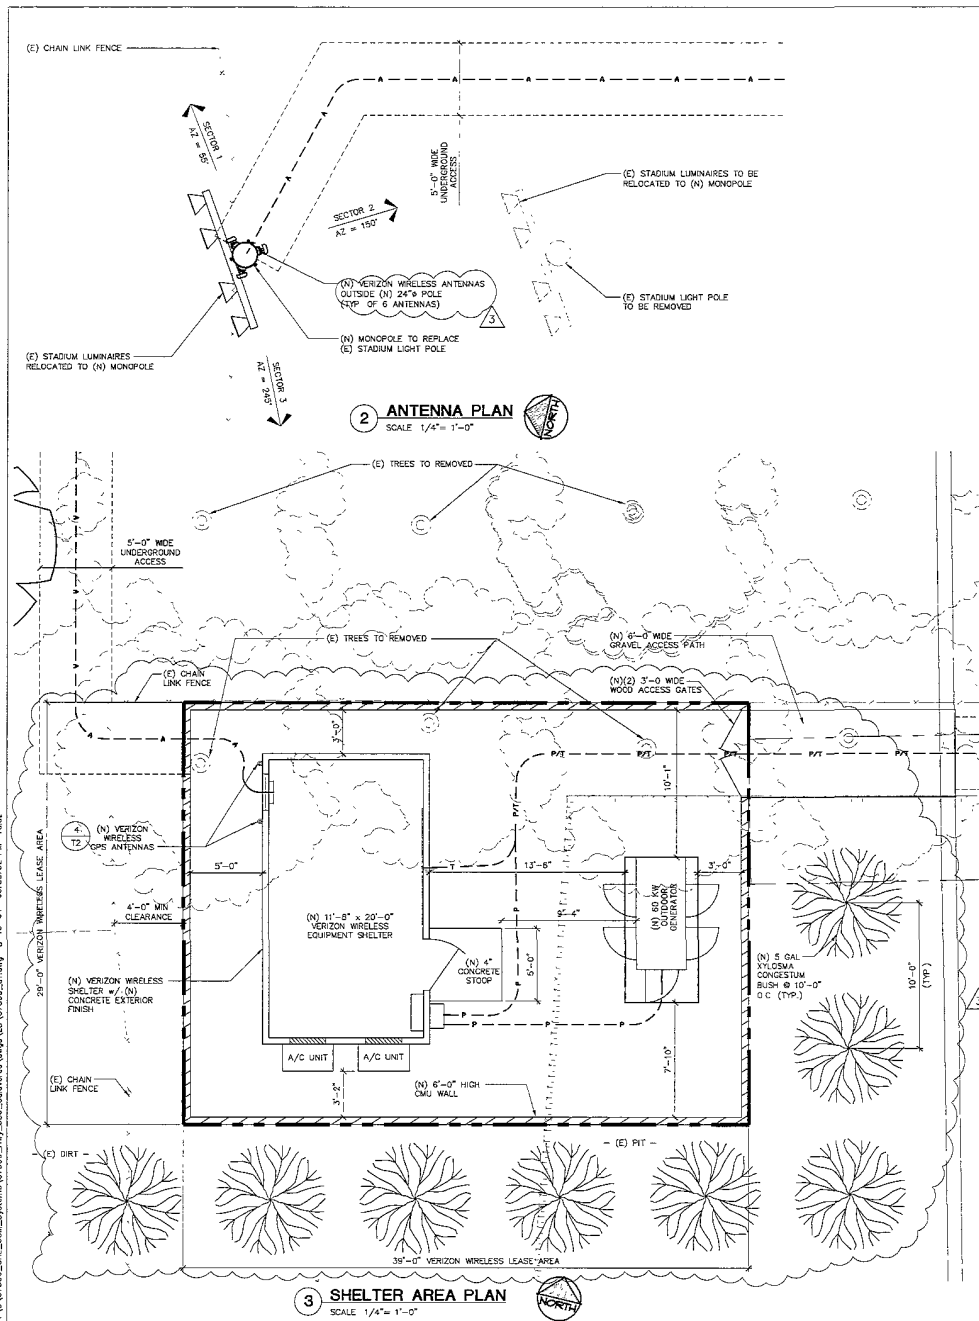 (E) CHAIN LINK FENCE
SECTOR 1
AZ = 55°
5'-0" WIDE
UNDERGROUND
ACCESS
(E) STADIUM LUMINAIRES TO BE
RELOCATED TO (N) MONOPOLE
SECTOR 2
AZ = 150°
(N) VERIZON WIRELESS ANTENNAS
OUTSIDE (N) 24"ø POLE
(TYP OF 6 ANTENNAS)
3
(E) STADIUM LIGHT POLE
TO BE REMOVED
(N) MONOPOLE TO REPLACE
(E) STADIUM LIGHT POLE
(E) STADIUM LUMINAIRES
RELOCATED TO (N) MONOPOLE
SECTOR 3
AZ = 245°
2 ANTENNA PLAN
SCALE 1/4"= 1'-0"
NORTH
(E) TREES TO REMOVED
5'-0" WIDE
UNDERGROUND
ACCESS
(E) TREES TO REMOVED
(N) 6'-0 WIDE
GRAVEL ACCESS PATH
(E) CHAIN
LINK FENCE
(N)(2) 3'-0 WIDE
WOOD ACCESS GATES
3'-0"
A
A
A
P/T
P/T
P/T
P/T
P/T
10'-1"
4
T2
(N) VERIZON
WIRELESS
GPS ANTENNAS
5'-0"
T
13'-6"
3'-0"
29'-0" VERIZON WIRELESS LEASE AREA
4'-0" MIN
CLEARANCE
(N) 11'-8" x 20'-0"
VERIZON WIRELESS
EQUIPMENT SHELTER
9'-4"
(N) 60 KW
OUTDOOR
GENERATOR
(N) 4"
CONCRETE
STOOP
5'-0"
(N) VERIZON WIRELESS
SHELTER w/ (N)
CONCRETE EXTERIOR
FINISH
(N) 5 GAL
XYLOSMA
CONGESTUM
BUSH @ 10'-0"
O.C (TYP.)
10'-0"
(TYP.)
P
P
P
P
P
P
A/C UNIT
A/C UNIT
3'-2"
7'-10"
(E) CHAIN
LINK FENCE
(N) 6'-0" HIGH
CMU WALL
- (E) DIRT -
- (E) PIT -
39'-0" VERIZON WIRELESS LEASE AREA
3 SHELTER AREA PLAN
SCALE 1/4"= 1'-0"
NORTH